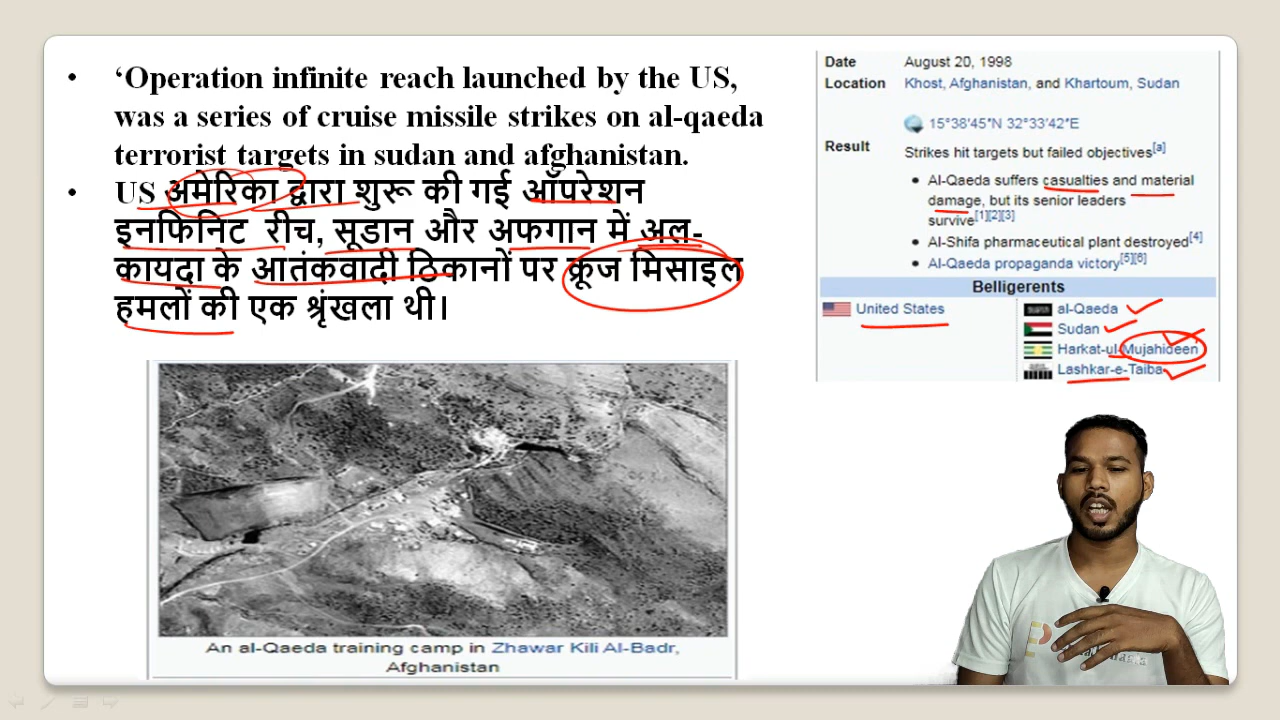 ‘Operation infinite reach launched by the US,
was a series of cruise missile strikes on al-qaeda
terrorist targets in sudan and afghanistan.
US अमेरिका द्वारा शुरू की गई ऑपरेशन
इनफिनिट रीच, सूडान और अफगान में अल-
कायदा के आतंकवादी ठिकानों पर क्रूज मिसाइल
हमलों की एक श्रृंखला थी।
An al-Qaeda training camp in Zhawar Kili Al-Badr,
Afghanistan
Date August 20, 1998
Location Khost, Afghanistan, and Khartoum, Sudan
15°38′45″N 32°33′42″E
Result Strikes hit targets but failed objectives[a]
Al-Qaeda suffers casualties and material
damage, but its senior leaders
survive[1][2][3]
Al-Shifa pharmaceutical plant destroyed[4]
Al-Qaeda propaganda victory[5][6]
Belligerents
United States
al-Qaeda
Sudan
Harkat-ul-Mujahideen
Lashkar-e-Taiba